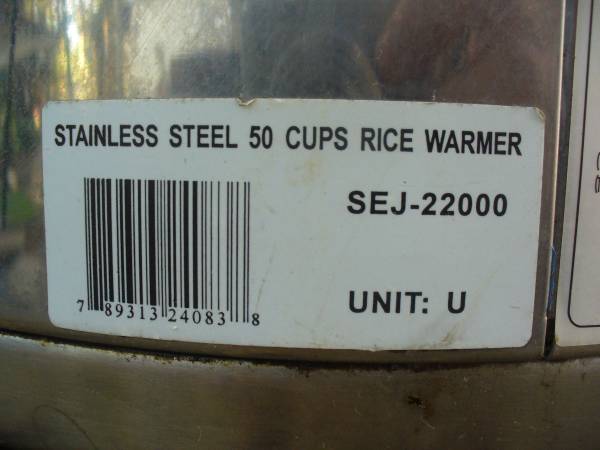 STAINLESS STEEL 50 CUPS RICE WARMER
SEJ-22000
7 89313 24083 8
UNIT: U